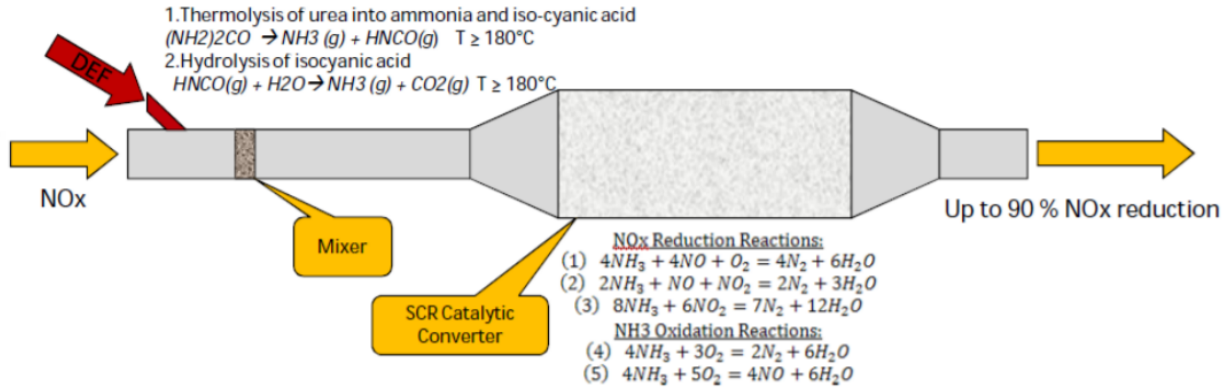 1.Thermolysis of urea into ammonia and iso-cyanic acid
(NH2)2CO → NH3 (g) + HNCO(g) T ≥ 180°C
2.Hydrolysis of isocyanic acid
HNCO(g) + H2O→ NH3 (g) + CO2(g) T ≥ 180°C
DEF
NOx
Up to 90 % NOx reduction
Mixer
SCR Catalytic
Converter
NOx Reduction Reactions:
(1) 4NH₃ + 4NO + O₂ = 4N₂ + 6H₂O
(2) 2NH₃ + NO + NO₂ = 2N₂ + 3H₂O
(3) 8NH₃ + 6NO₂ = 7N₂ + 12H₂O
NH3 Oxidation Reactions:
(4) 4NH₃ + 3O₂ = 2N₂ + 6H₂O
(5) 4NH₃ + 5O₂ = 4NO + 6H₂O